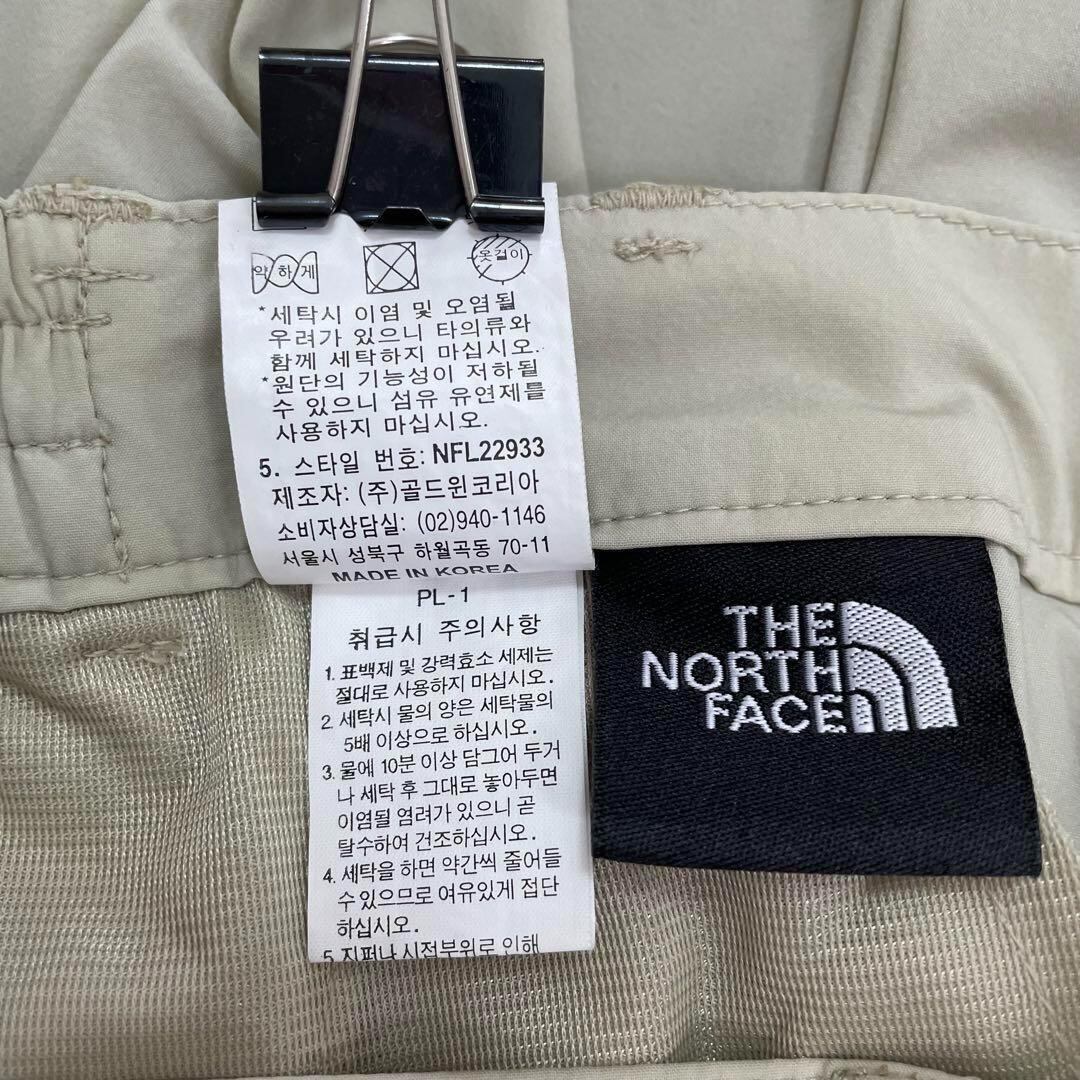 약하게
옷걸이
*세탁시 이염 및 오염될
우려가 있으니 타의류와
함께 세탁하지 마십시오.
*원단의 기능성이 저하될
수 있으니 섬유 유연제를
사용하지 마십시오.
5. 스타일 번호: NFL22933
제조자: (주)골드윈코리아
소비자상담실: (02)940-1146
서울시 성북구 하월곡동 70-11
MADE IN KOREA
PL-1
취급시 주의사항
1. 표백제 및 강력효소 세제는
절대로 사용하지 마십시오.
2. 세탁시 물의 양은 세탁물의
5배 이상으로 하십시오.
3. 물에 10분 이상 담그어 두거
나 세탁 후 그대로 놓아두면
이염될 염려가 있으니 곧
탈수하여 건조하십시오.
4. 세탁을 하면 약간씩 줄어들
수 있으므로 여유있게 접단
하십시오.
5. 지퍼나 시접부위로 인해
THE
NORTH
FACE